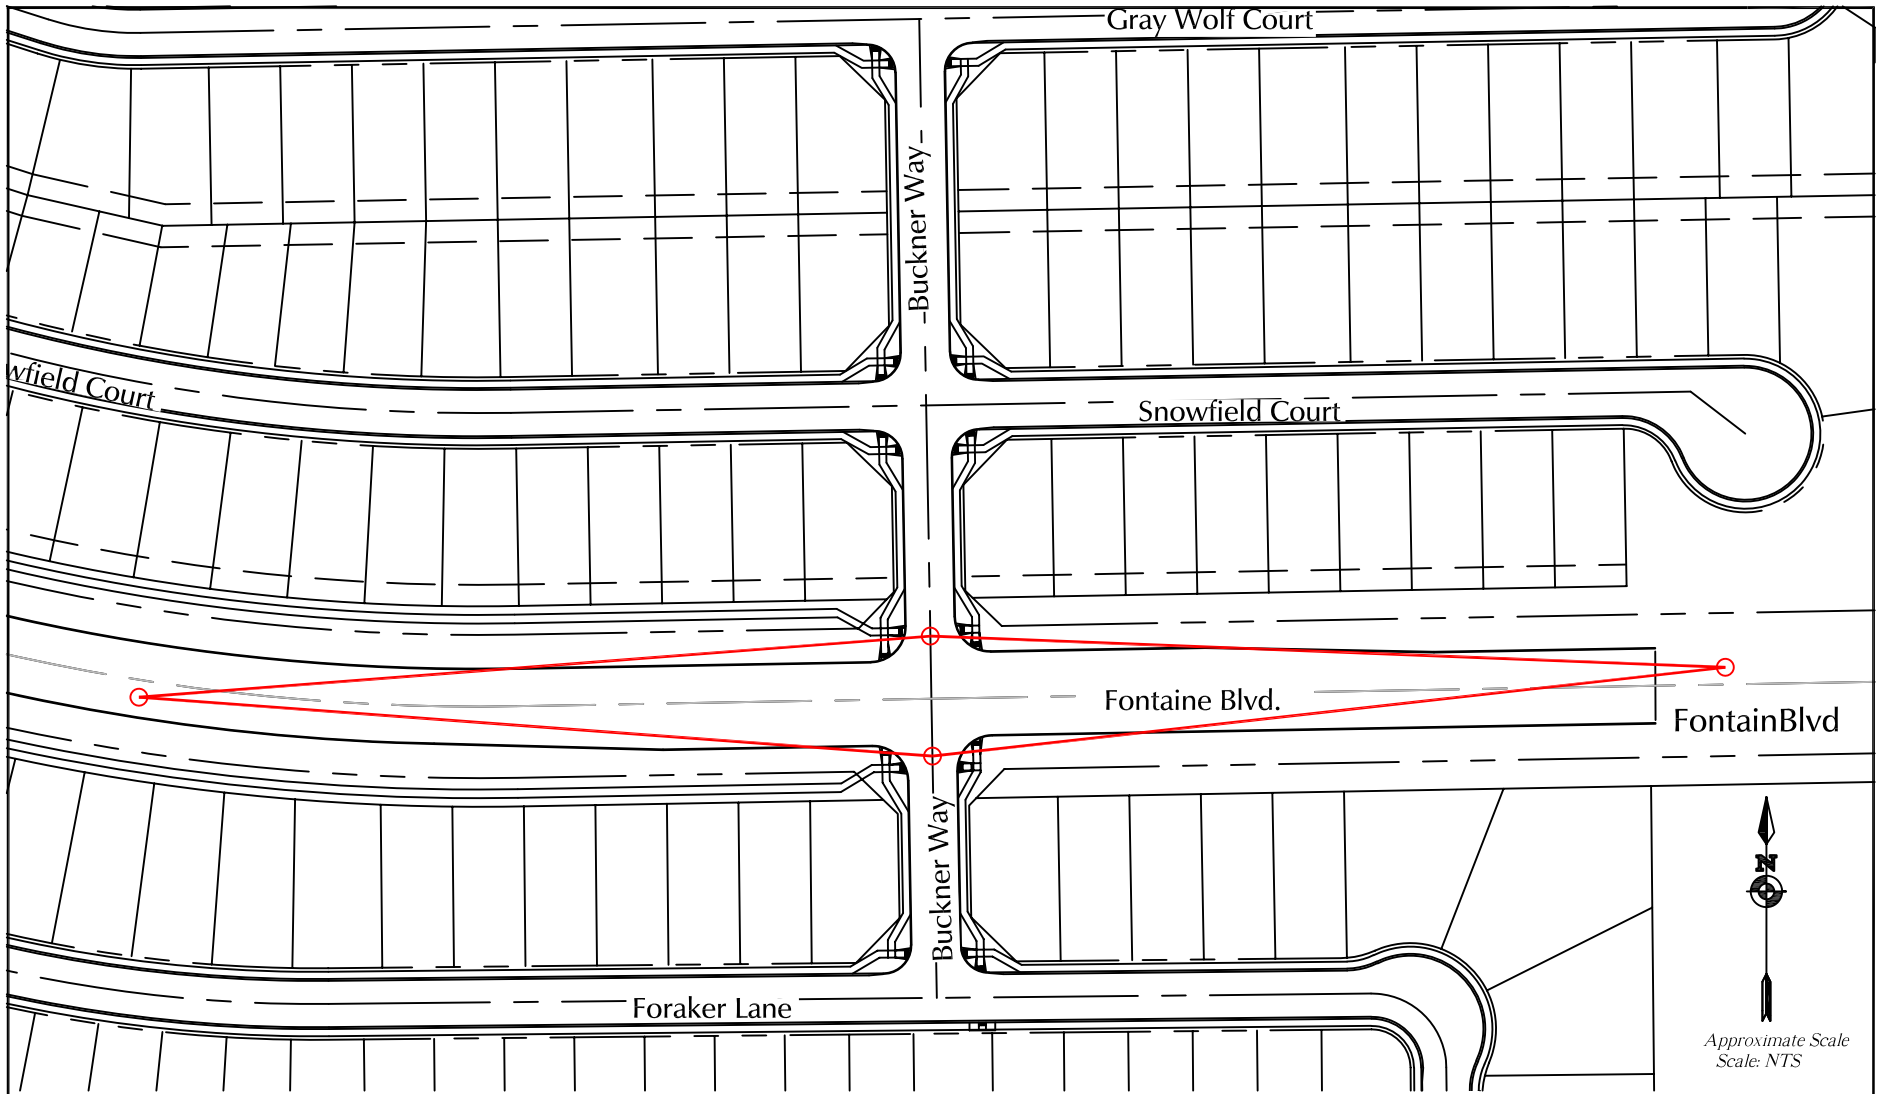 Gray Wolf Court
Buckner Way
wfield Court
Snowfield Court
Fontaine Blvd.
FontainBlvd
Buckner Way
N
Foraker Lane
Approximate Scale
Scale: NTS